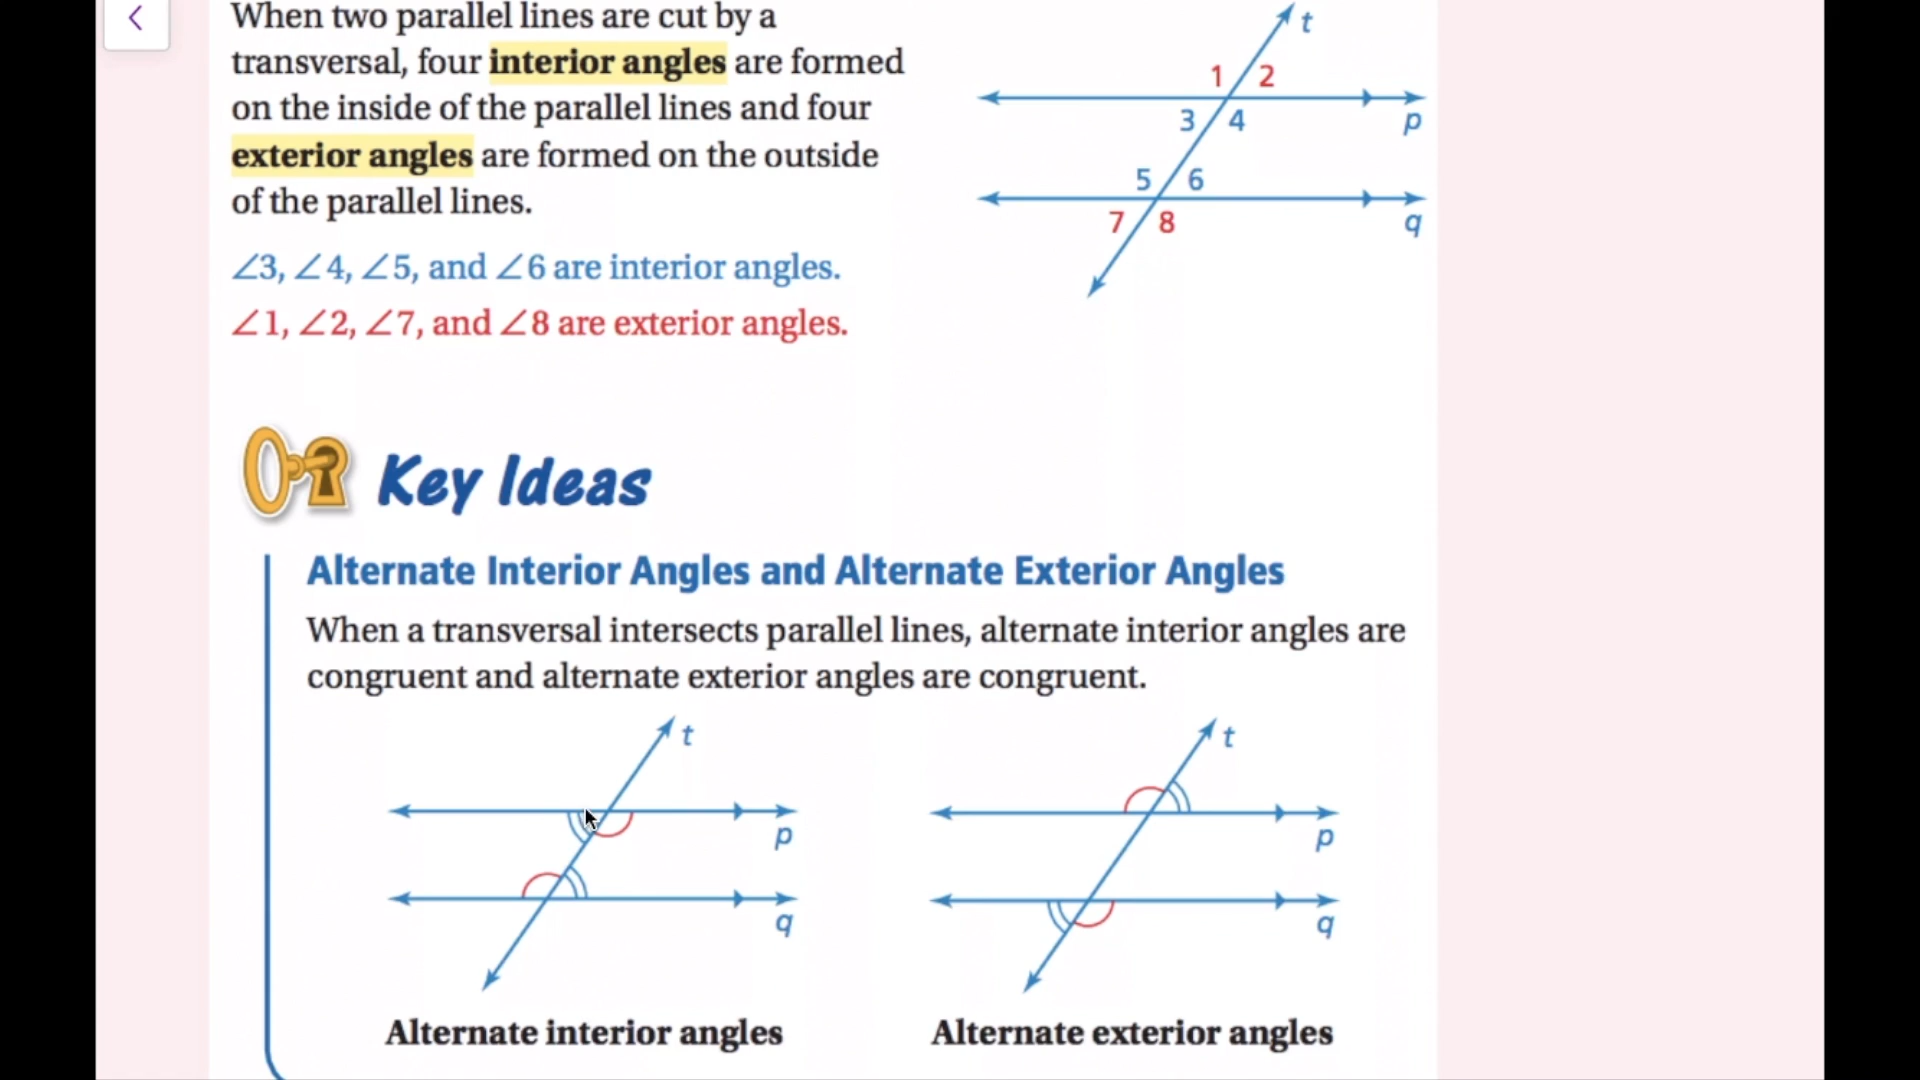 When two parallel lines are cut by a
transversal, four interior angles are formed
on the inside of the parallel lines and four
exterior angles are formed on the outside
of the parallel lines.
∠3, ∠4, ∠5, and ∠6 are interior angles.
∠1, ∠2, ∠7, and ∠8 are exterior angles.
t
1 2
3 4
p
5 6
7 8
q
Key Ideas
Alternate Interior Angles and Alternate Exterior Angles
When a transversal intersects parallel lines, alternate interior angles are
congruent and alternate exterior angles are congruent.
t
p
q
Alternate interior angles
t
p
q
Alternate exterior angles